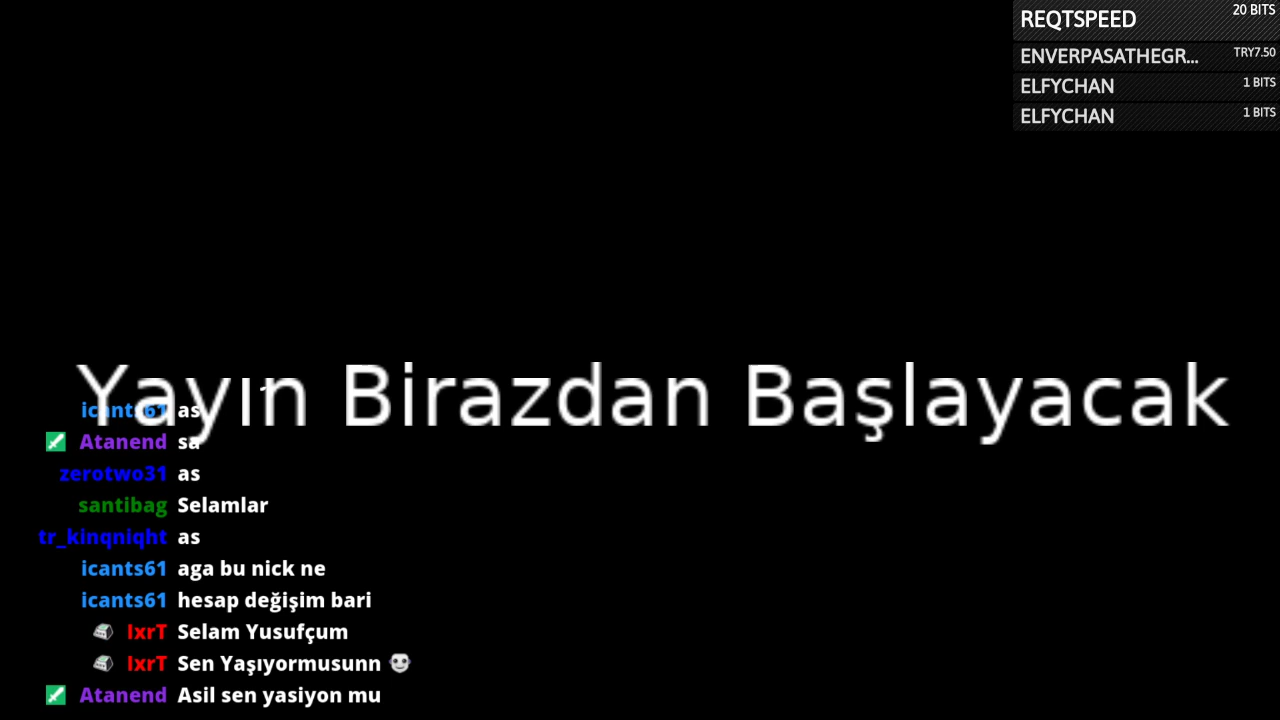 REQTSPEED 20 BITS
ENVERPASATHEGR... TRY7.50
ELFYCHAN 1 BITS
ELFYCHAN 1 BITS
Yayın Birazdan Başlayacak
icants61 as
Atanend sa
zerotwo31 as
santibag Selamlar
tr_kinqniqht as
icants61 aga bu nick ne
icants61 hesap değişim bari
IxrT Selam Yusufçum
IxrT Sen Yaşıyormusunn
Atanend Asil sen yasiyon mu